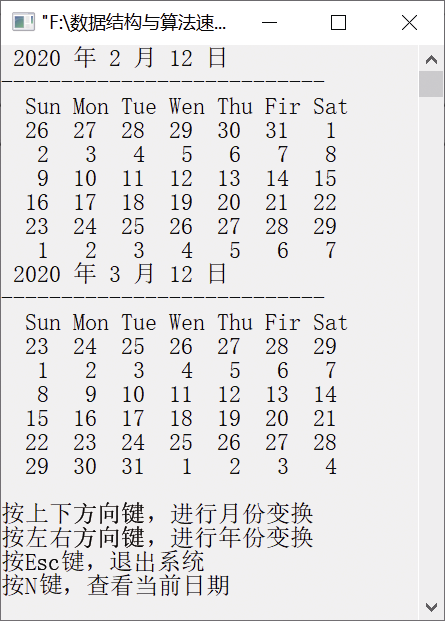 "F:\数据结构与算法速...
2020 年 2 月 12 日
---------------------------
Sun Mon Tue Wen Thu Fir Sat
26 27 28 29 30 31 1
2 3 4 5 6 7 8
9 10 11 12 13 14 15
16 17 18 19 20 21 22
23 24 25 26 27 28 29
1 2 3 4 5 6 7
2020 年 3 月 12 日
---------------------------
Sun Mon Tue Wen Thu Fir Sat
23 24 25 26 27 28 29
1 2 3 4 5 6 7
8 9 10 11 12 13 14
15 16 17 18 19 20 21
22 23 24 25 26 27 28
29 30 31 1 2 3 4
按上下方向键，进行月份变换
按左右方向键，进行年份变换
按Esc键，退出系统
按N键，查看当前日期